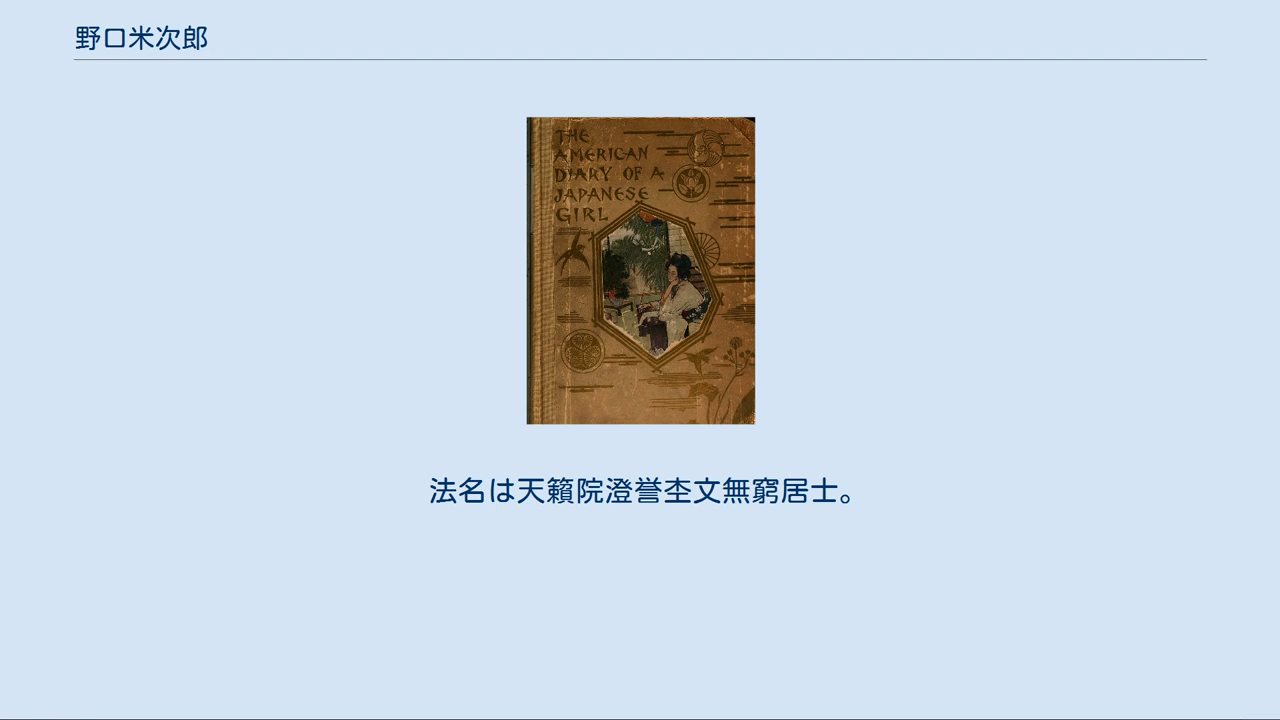 野口米次郎
THE
AMERICAN
DIARY OF A
JAPANESE
GIRL
法名は天籟院澄誉杢文無窮居士。